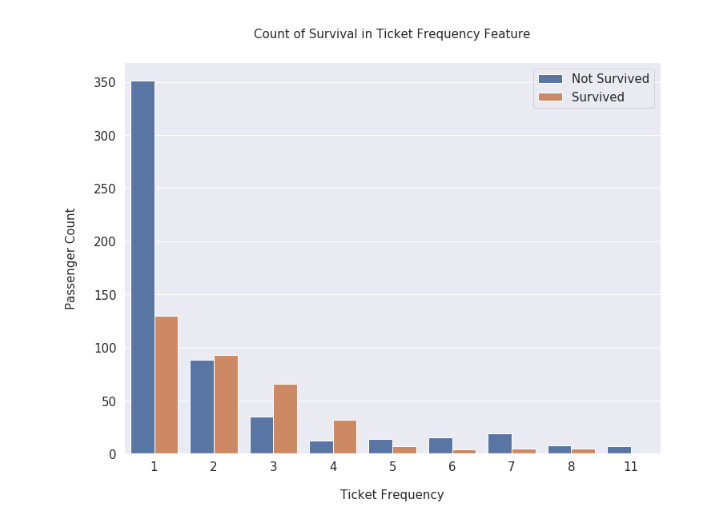 Count of Survival in Ticket Frequency Feature
Not Survived
Survived
350
300
250
200
150
100
50
0
Passenger Count
1 2 3 4 5 6 7 8 11
Ticket Frequency